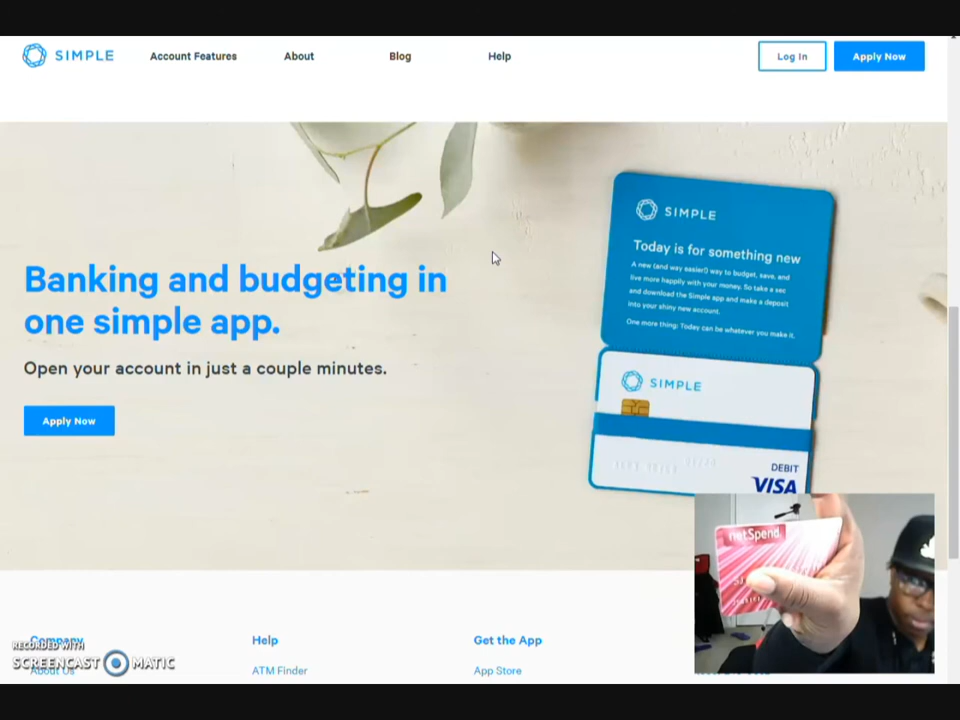 SIMPLE
Account Features
About
Blog
Help
Log In
Apply Now
SIMPLE
Today is for something new
A new (and way easier!) way to budget, save, and
live more happily with your money. So take a sec
and download the Simple app and make a deposit
into your shiny new account.
One more thing: Today can be whatever you make it.
Banking and budgeting in
one simple app.
Open your account in just a couple minutes.
Apply Now
SIMPLE
DEBIT
VISA
netSpend
Company
Help
Get the App
RECORDED WITH
SCREENCAST MATIC
About Us
ATM Finder
App Store